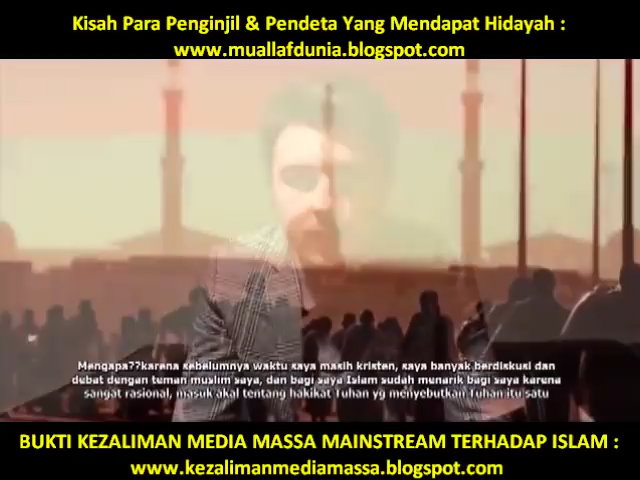 Kisah Para Penginjil & Pendeta Yang Mendapat Hidayah :
www.muallafdunia.blogspot.com
Mengapa??karena sebelumnya waktu saya masih kristen, saya banyak berdiskusi dan
debat dengan teman muslim saya, dan bagi saya Islam sudah menarik bagi saya karena
sangat rasional, masuk akal tentang hakikat Tuhan yg menyebutkan Tuhan itu satu
BUKTI KEZALIMAN MEDIA MASSA MAINSTREAM TERHADAP ISLAM :
www.kezalimanmediamassa.blogspot.com